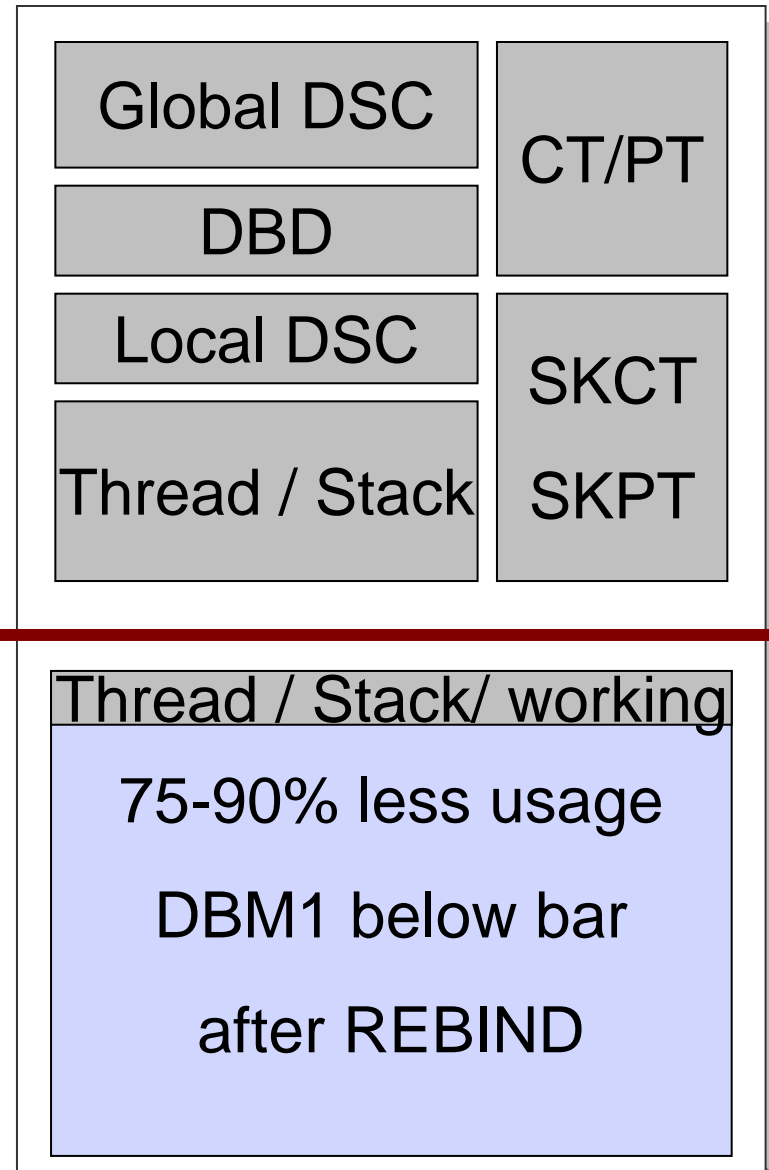 Global DSC
CT/PT
DBD
Local DSC
SKCT
SKPT
Thread / Stack
Thread / Stack/ working
75-90% less usage
DBM1 below bar
after REBIND